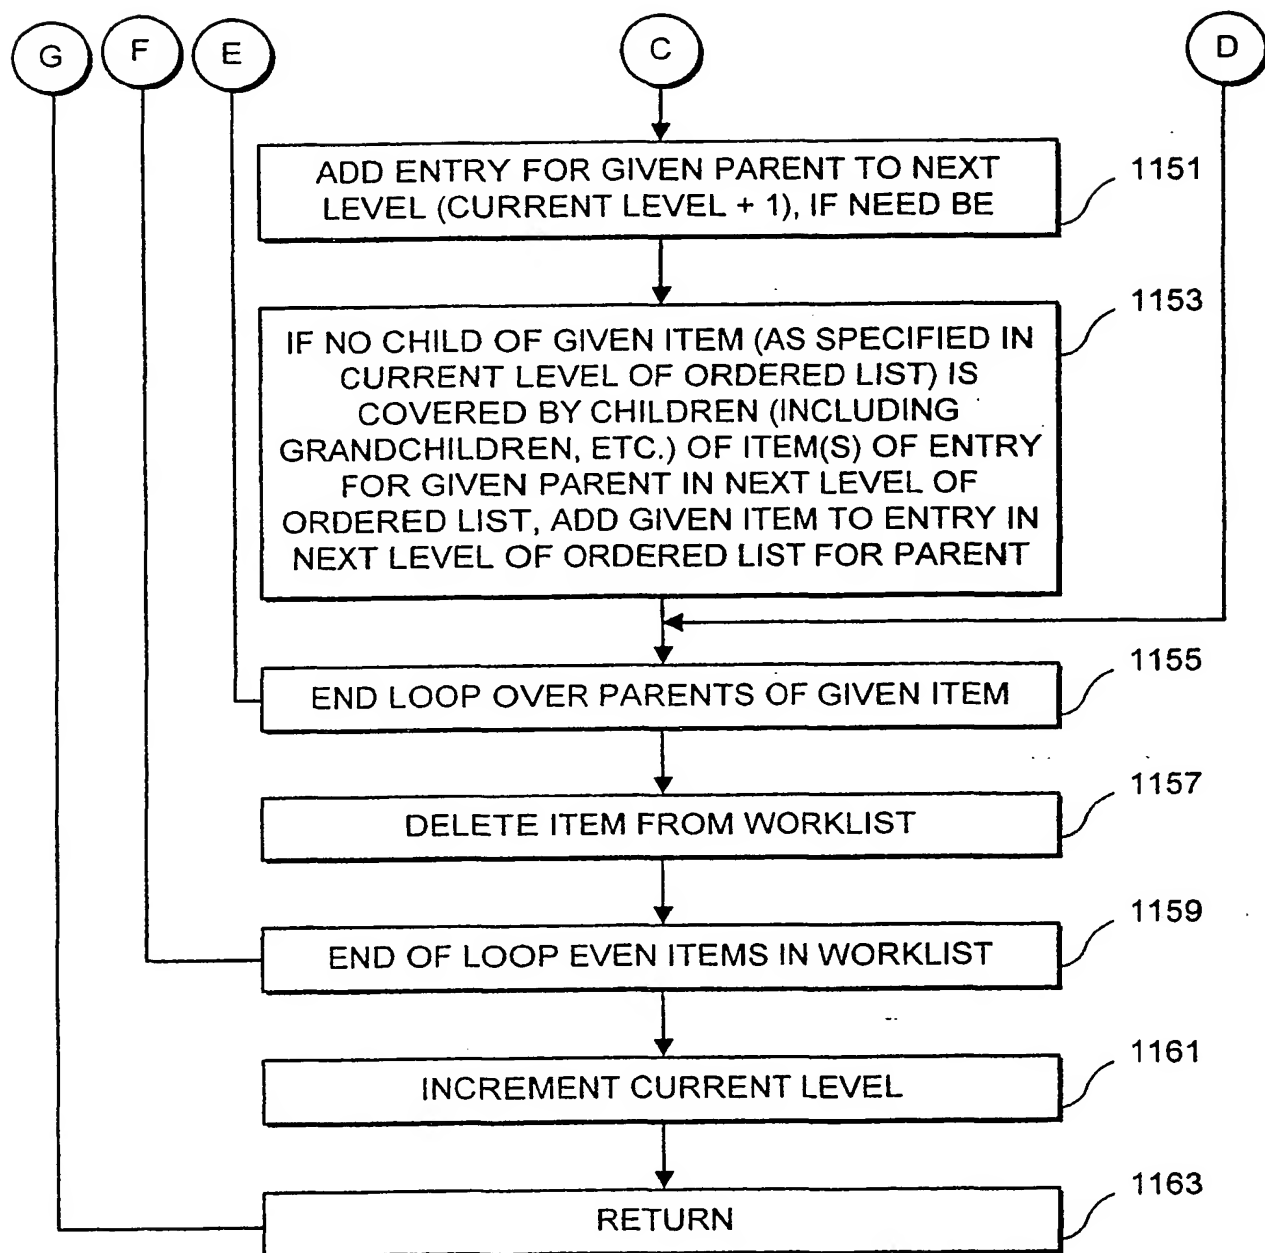 G F E C D
ADD ENTRY FOR GIVEN PARENT TO NEXT
LEVEL (CURRENT LEVEL + 1), IF NEED BE
1151
1153
IF NO CHILD OF GIVEN ITEM (AS SPECIFIED IN
CURRENT LEVEL OF ORDERED LIST) IS
COVERED BY CHILDREN (INCLUDING
GRANDCHILDREN, ETC.) OF ITEM(S) OF ENTRY
FOR GIVEN PARENT IN NEXT LEVEL OF
ORDERED LIST, ADD GIVEN ITEM TO ENTRY IN
NEXT LEVEL OF ORDERED LIST FOR PARENT
1155
END LOOP OVER PARENTS OF GIVEN ITEM
1157
DELETE ITEM FROM WORKLIST
1159
END OF LOOP EVEN ITEMS IN WORKLIST
1161
INCREMENT CURRENT LEVEL
1163
RETURN